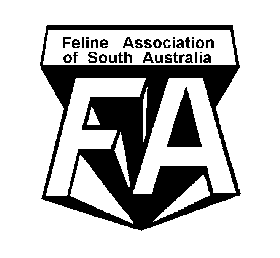 Feline Association
of South Australia
FA